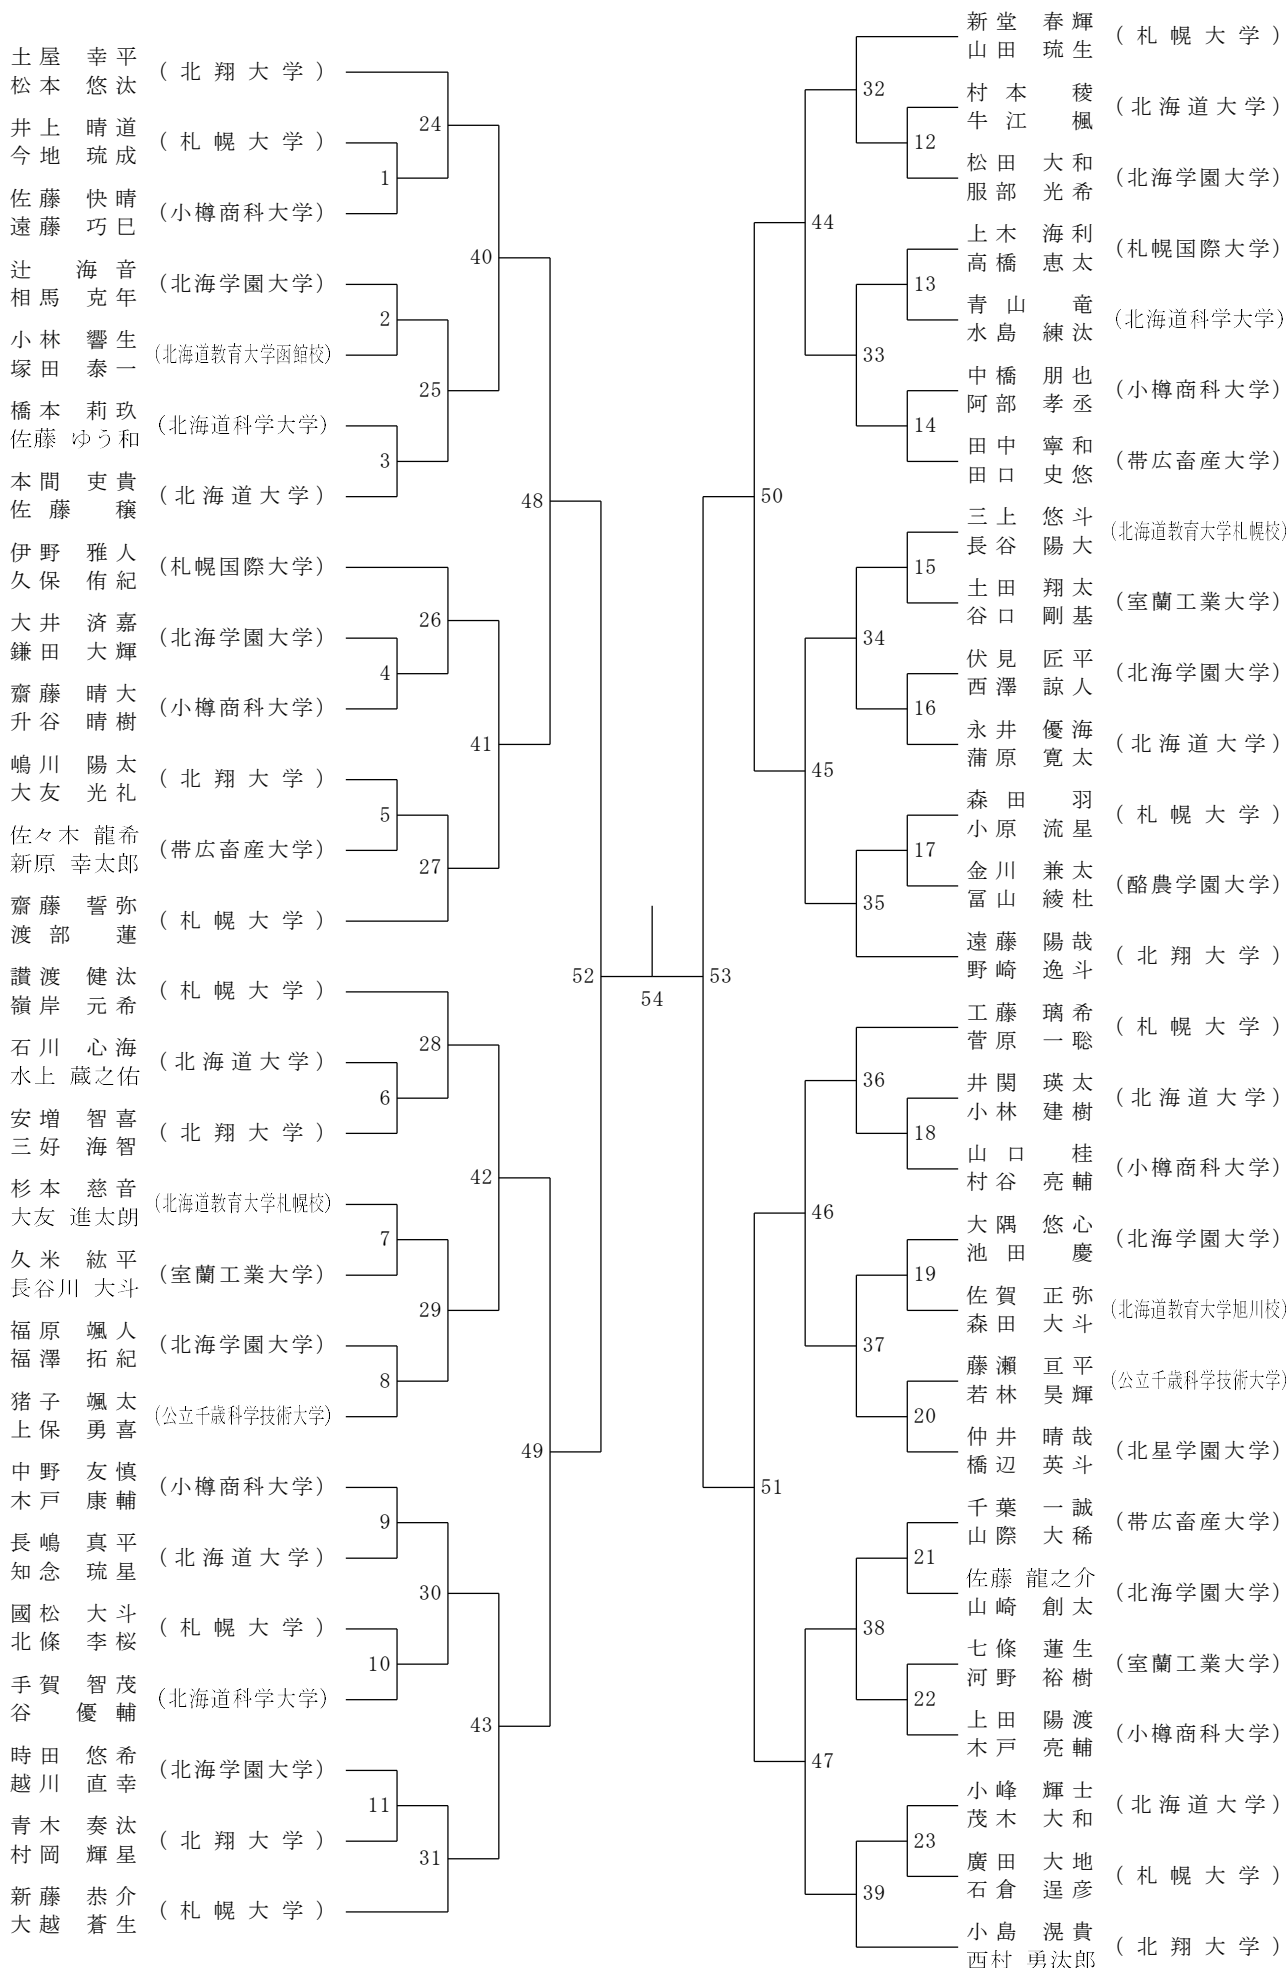 土屋 幸平
松本 悠汰
(北翔大学)
24
井上 晴道
今地 琉成
(札幌大学)
1
佐藤 快晴
遠藤 巧巳
(小樽商科大学)
40
辻 海音
相馬 克年
(北海学園大学)
2
小林 響生
塚田 泰一
(北海道教育大学函館校)
25
橋本 莉玖
佐藤 ゆう和
(北海道科学大学)
3
本間 吏貴
佐藤 穣
(北海道大学)
48
伊野 雅人
久保 侑紀
(札幌国際大学)
26
大井 済嘉
鎌田 大輝
(北海学園大学)
4
齋藤 晴大
升谷 晴樹
(小樽商科大学)
41
嶋川 陽太
大友 光礼
(北翔大学)
5
佐々木 龍希
新原 幸太郎
(帯広畜産大学)
27
齋藤 誓弥
渡部 蓮
(札幌大学)
52
讃渡 健汰
嶺岸 元希
(札幌大学)
28
石川 心海
水上 蔵之佑
(北海道大学)
6
安増 智喜
三好 海智
(北翔大学)
42
杉本 慈音
大友 進太朗
(北海道教育大学札幌校)
7
久米 紘平
長谷川 大斗
(室蘭工業大学)
29
福原 颯人
福澤 拓紀
(北海学園大学)
8
猪子 颯太
上保 勇喜
(公立千歳科学技術大学)
49
中野 友慎
木戸 康輔
(小樽商科大学)
9
長嶋 真平
知念 琉星
(北海道大学)
30
國松 大斗
北條 李桜
(札幌大学)
10
手賀 智茂
谷 優輔
(北海道科学大学)
43
時田 悠希
越川 直幸
(北海学園大学)
11
青木 奏汰
村岡 輝星
(北翔大学)
31
新藤 恭介
大越 蒼生
(札幌大学)
54
新堂 春輝
山田 琉生
(札幌大学)
32
村本 稜
牛江 楓
(北海道大学)
12
松田 大和
服部 光希
(北海学園大学)
44
上木 海利
高橋 恵太
(札幌国際大学)
13
青山 竜
水島 練汰
(北海道科学大学)
33
中橋 朋也
阿部 孝丞
(小樽商科大学)
14
田中 寧和
田口 史悠
(帯広畜産大学)
50
三上 悠斗
長谷 陽大
(北海道教育大学札幌校)
15
土田 翔太
谷口 剛基
(室蘭工業大学)
34
伏見 匠平
西澤 諒人
(北海学園大学)
16
永井 優海
蒲原 寛太
(北海道大学)
45
森田 羽
小原 流星
(札幌大学)
17
金川 兼太
冨山 綾杜
(酪農学園大学)
35
遠藤 陽哉
野崎 逸斗
(北翔大学)
53
工藤 璃希
菅原 一聡
(札幌大学)
36
井関 瑛太
小林 建樹
(北海道大学)
18
山口 桂
村谷 亮輔
(小樽商科大学)
46
大隅 悠心
池田 慶
(北海学園大学)
19
佐賀 正弥
森田 大斗
(北海道教育大学旭川校)
37
藤瀬 亘平
若林 昊輝
(公立千歳科学技術大学)
20
仲井 晴哉
橋辺 英斗
(北星学園大学)
51
千葉 一誠
山際 大稀
(帯広畜産大学)
21
佐藤 龍之介
山崎 創太
(北海学園大学)
38
七條 蓮生
河野 裕樹
(室蘭工業大学)
22
上田 陽渡
木戸 亮輔
(小樽商科大学)
47
小峰 輝士
茂木 大和
(北海道大学)
23
廣田 大地
石倉 逞彦
(札幌大学)
39
小島 滉貴
西村 勇汰郎
(北翔大学)